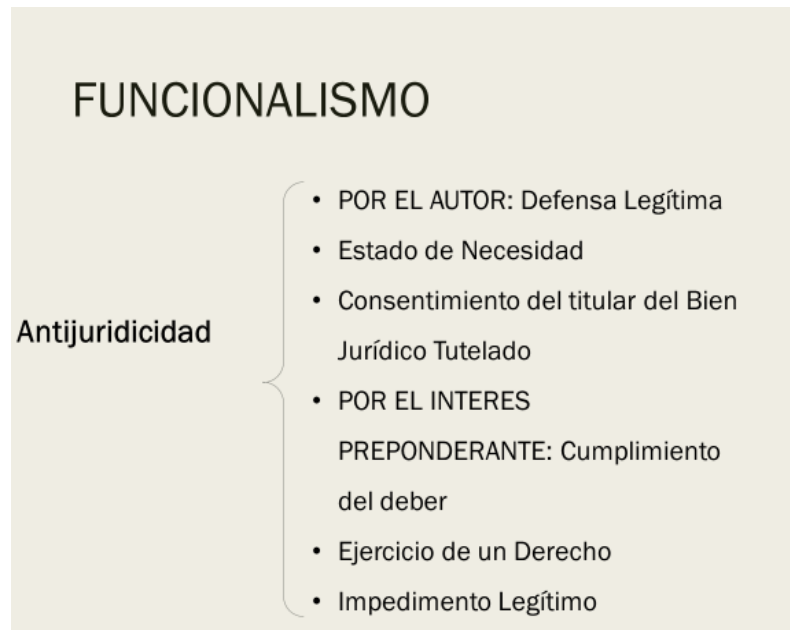 FUNCIONALISMO
Antijuridicidad
• POR EL AUTOR: Defensa Legítima
• Estado de Necesidad
• Consentimiento del titular del Bien
Jurídico Tutelado
• POR EL INTERES
PREPONDERANTE: Cumplimiento
del deber
• Ejercicio de un Derecho
• Impedimento Legítimo